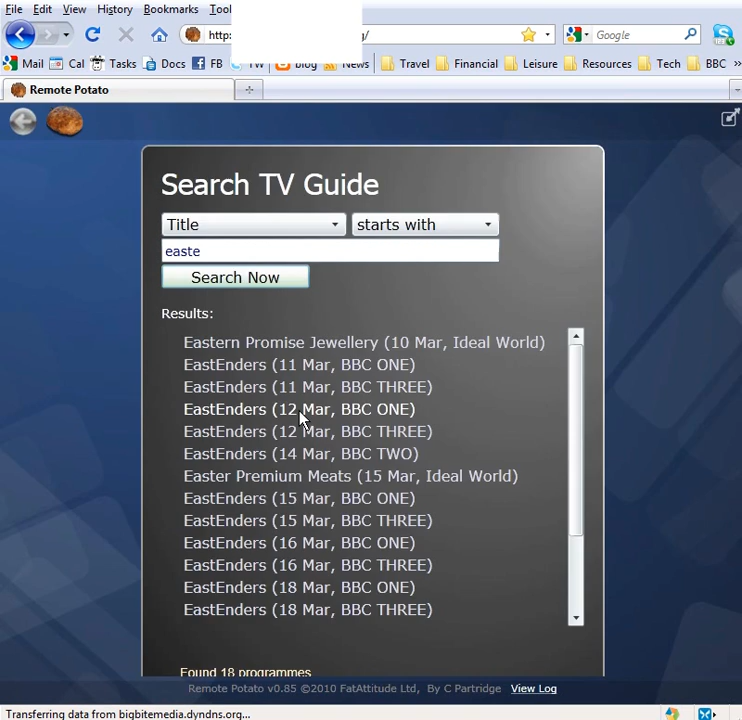 File Edit View History Bookmarks Tool
http: g/ Google
Mail Cal Tasks Docs FB TW blog News Travel Financial Leisure Resources Tech BBC »
Remote Potato
Search TV Guide
Title starts with
easte
Search Now
Results:
Eastern Promise Jewellery (10 Mar, Ideal World)
EastEnders (11 Mar, BBC ONE)
EastEnders (11 Mar, BBC THREE)
EastEnders (12 Mar, BBC ONE)
EastEnders (12 Mar, BBC THREE)
EastEnders (14 Mar, BBC TWO)
Easter Premium Meats (15 Mar, Ideal World)
EastEnders (15 Mar, BBC ONE)
EastEnders (15 Mar, BBC THREE)
EastEnders (16 Mar, BBC ONE)
EastEnders (16 Mar, BBC THREE)
EastEnders (18 Mar, BBC ONE)
EastEnders (18 Mar, BBC THREE)
Found 18 programmes
Remote Potato v0.85 ©2010 FatAttitude Ltd, By C Partridge View Log
Transferring data from bigbitemedia.dyndns.org...